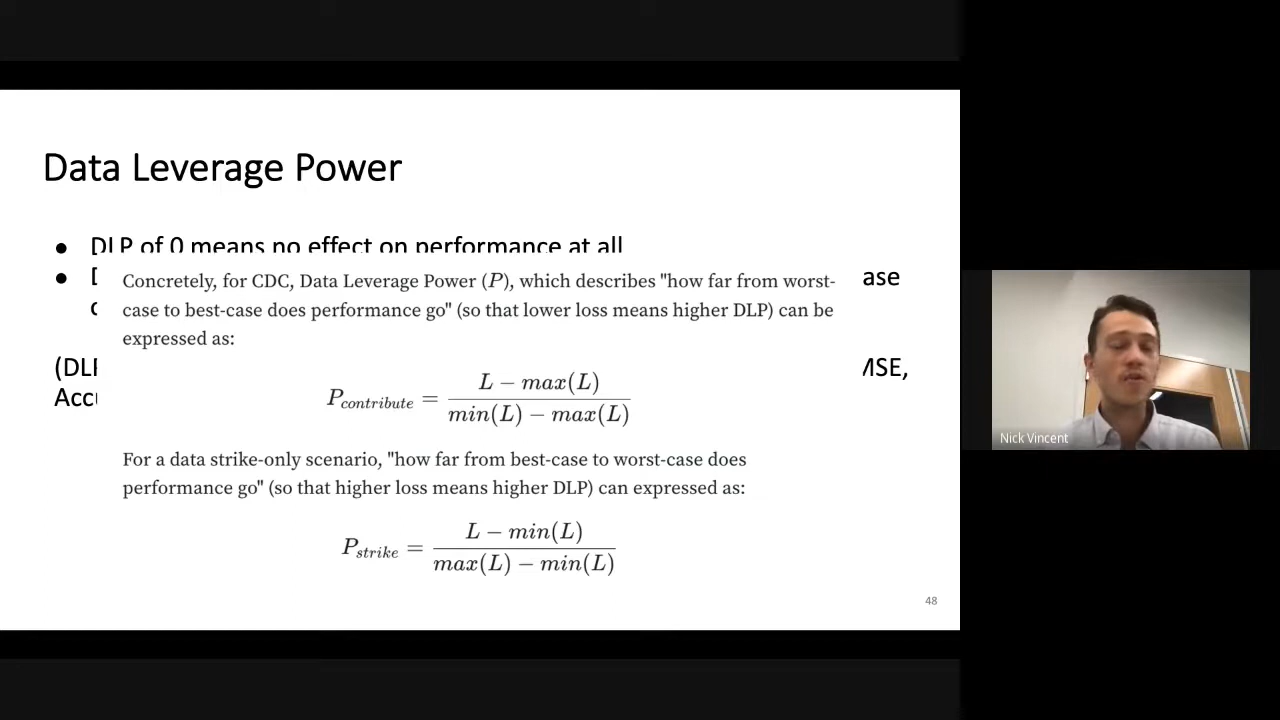 Data Leverage Power
● DLP of 0 means no effect on performance at all
● ase
(DLP MSE,
Concretely, for CDC, Data Leverage Power (P), which describes "how far from worst-
case to best-case does performance go" (so that lower loss means higher DLP) can be
expressed as:
P_contribute = (L − max(L)) / (min(L) − max(L))
For a data strike-only scenario, "how far from best-case to worst-case does
performance go" (so that higher loss means higher DLP) can expressed as:
P_strike = (L − min(L)) / (max(L) − min(L))
48
Nick Vincent